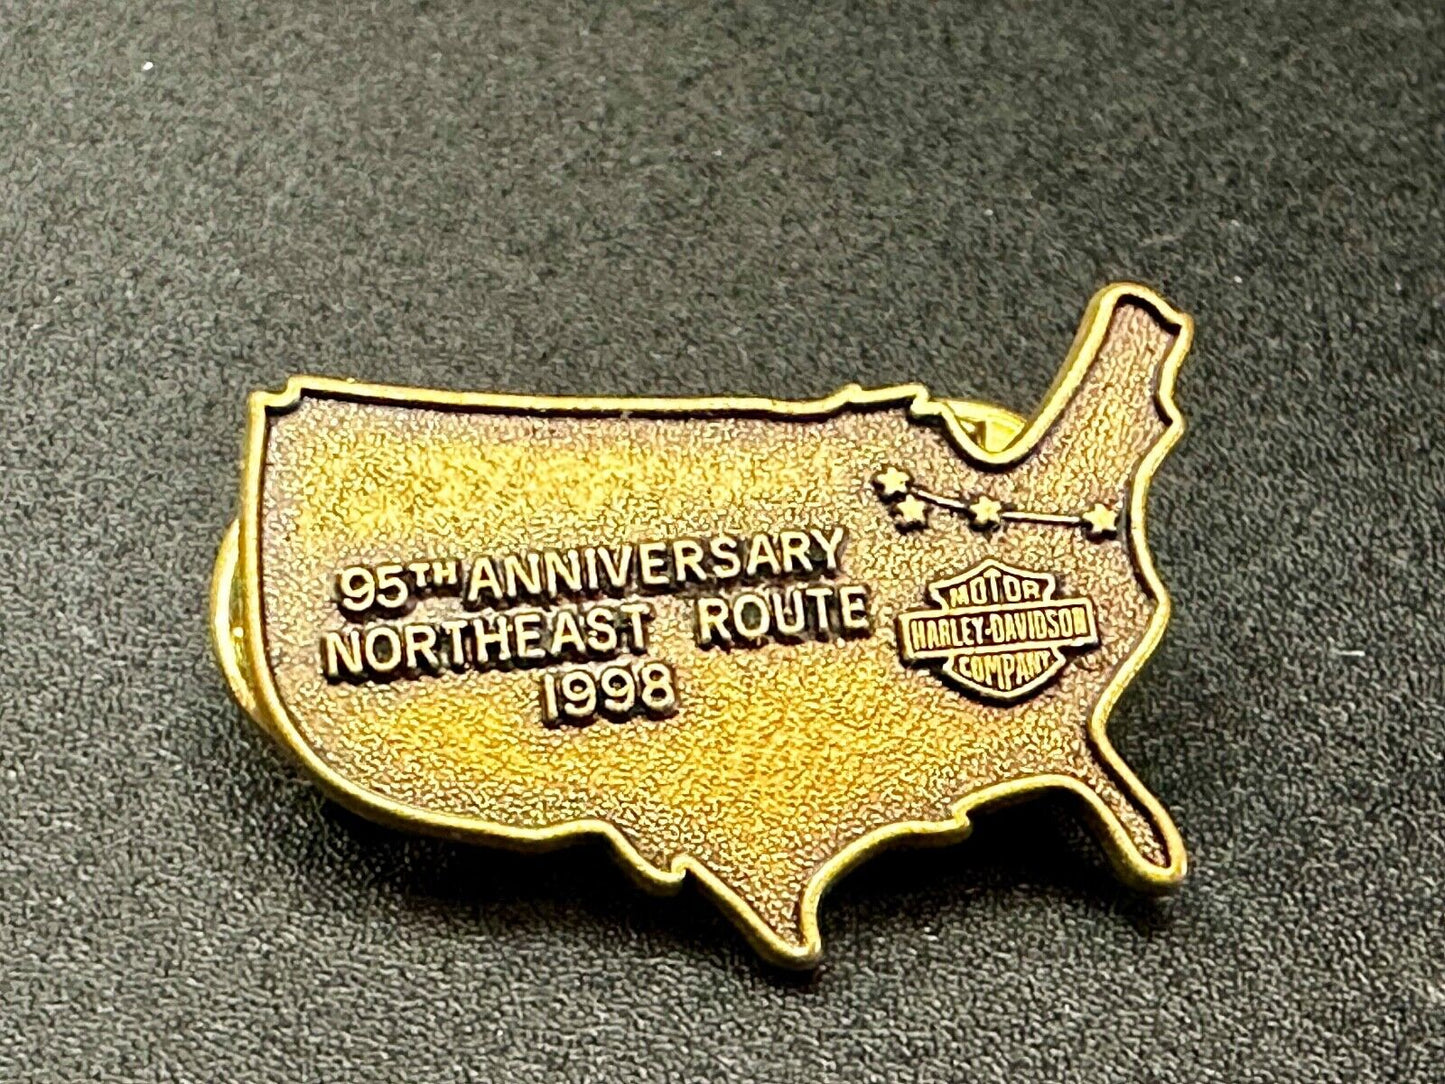 95TH ANNIVERSARY
NORTHEAST ROUTE
1998
MOTOR
HARLEY-DAVIDSON
COMPANY